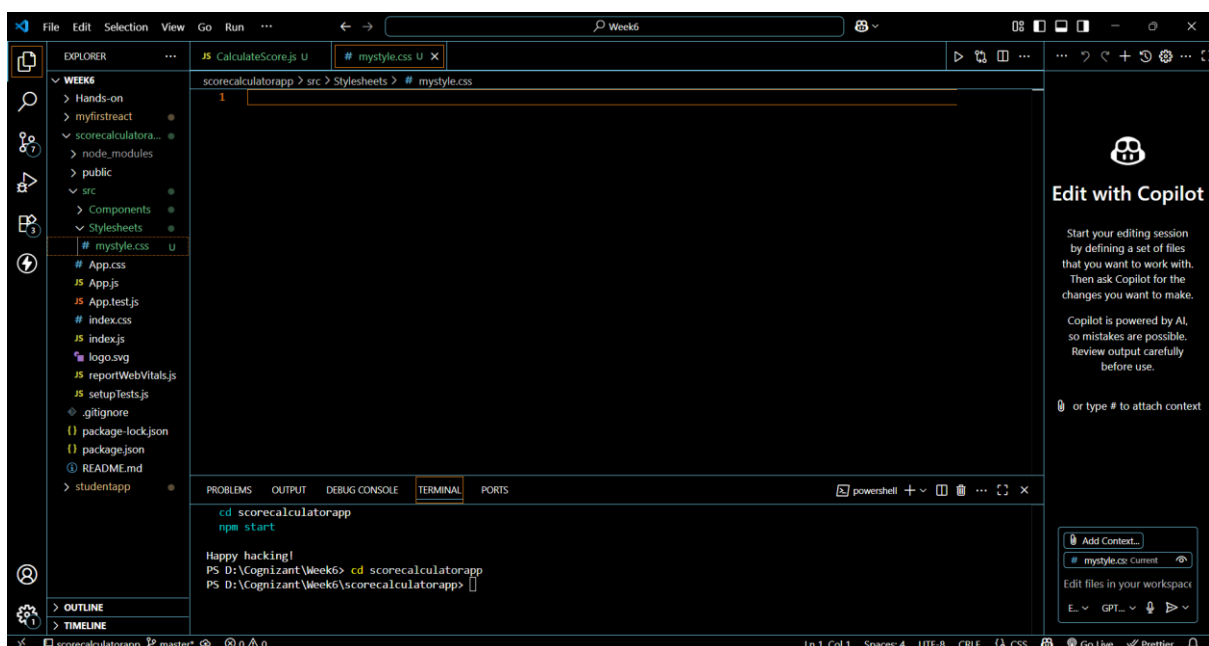 File Edit Selection View Go Run ... Week6
EXPLORER ...
WEEK6
Hands-on
myfirstreact
scorecalculatora...
node_modules
public
src
Components
Stylesheets
# mystyle.css U
# App.css
JS App.js
JS App.test.js
# index.css
JS index.js
logo.svg
JS reportWebVitals.js
JS setupTests.js
.gitignore
{} package-lock.json
{} package.json
README.md
studentapp
OUTLINE
TIMELINE
7
3
1
JS CalculateScore.js U # mystyle.css U
scorecalculatorapp > src > Stylesheets > # mystyle.css
1
PROBLEMS OUTPUT DEBUG CONSOLE TERMINAL PORTS powershell
cd scorecalculatorapp
npm start
Happy hacking!
PS D:\Cognizant\Week6> cd scorecalculatorapp
PS D:\Cognizant\Week6\scorecalculatorapp>
Edit with Copilot
Start your editing session
by defining a set of files
that you want to work with.
Then ask Copilot for the
changes you want to make.
Copilot is powered by AI,
so mistakes are possible.
Review output carefully
before use.
or type # to attach context
Add Context...
# mystyle.cs Current
Edit files in your workspace
E... GPT...
scorecalculatorapp master* 0 0 Ln 1, Col 1 Spaces: 4 UTF-8 CRLF {} CSS Go Live Prettier